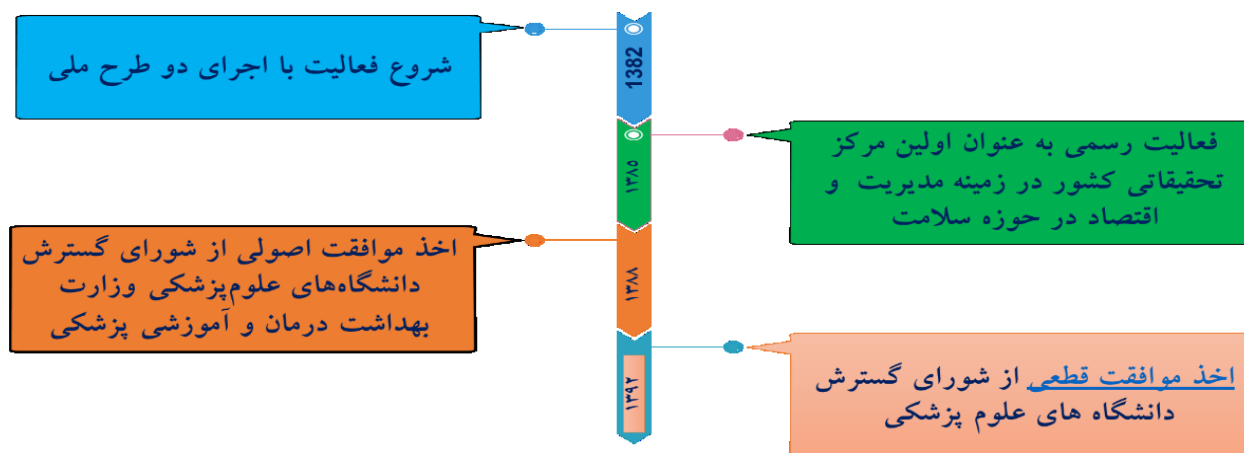 1382
شروع فعالیت با اجرای دو طرح ملی
۱۳۸۵
فعالیت رسمی به عنوان اولین مرکز
تحقیقاتی کشور در زمینه مدیریت و
اقتصاد در حوزه سلامت
۱۳۸۸
اخذ موافقت اصولی از شورای گسترش
دانشگاه‌های علوم‌پزشکی وزارت
بهداشت درمان و آموزشی پزشکی
۱۳۹۲
اخذ موافقت قطعی از شورای گسترش
دانشگاه های علوم پزشکی